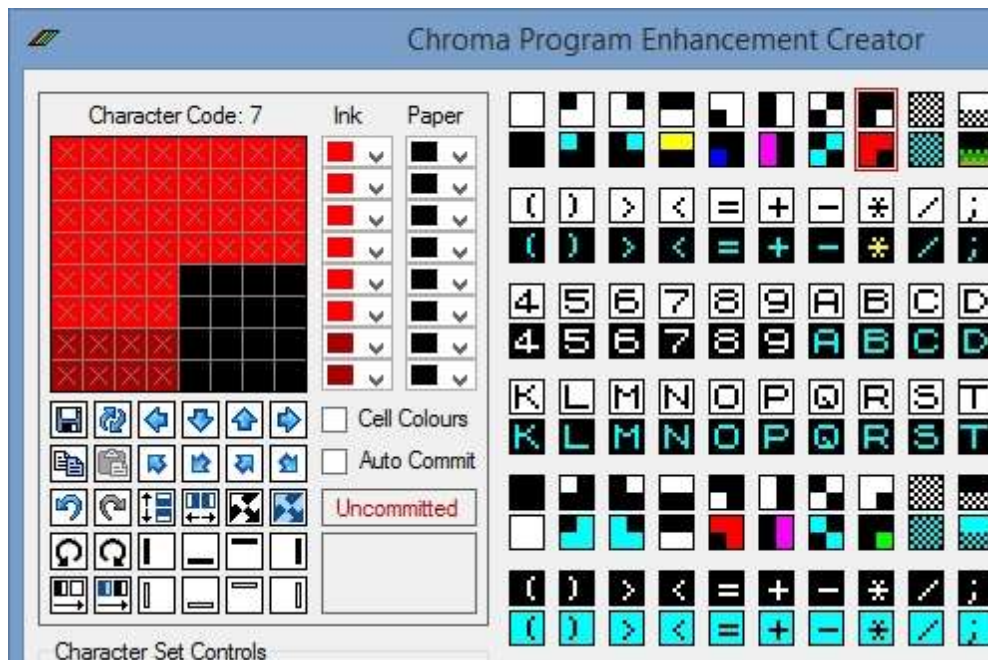 Chroma Program Enhancement Creator
Character Code: 7 Ink Paper
( ) > < = + - * / ;
( ) > < = + - * / ;
4 5 6 7 8 9 A B C D
4 5 6 7 8 9 A B C D
Cell Colours
K L M N O P Q R S T
K L M N O P Q R S T
Auto Commit
Uncommitted
( ) > < = + - * / ;
( ) > < = + - * / ;
Character Set Controls